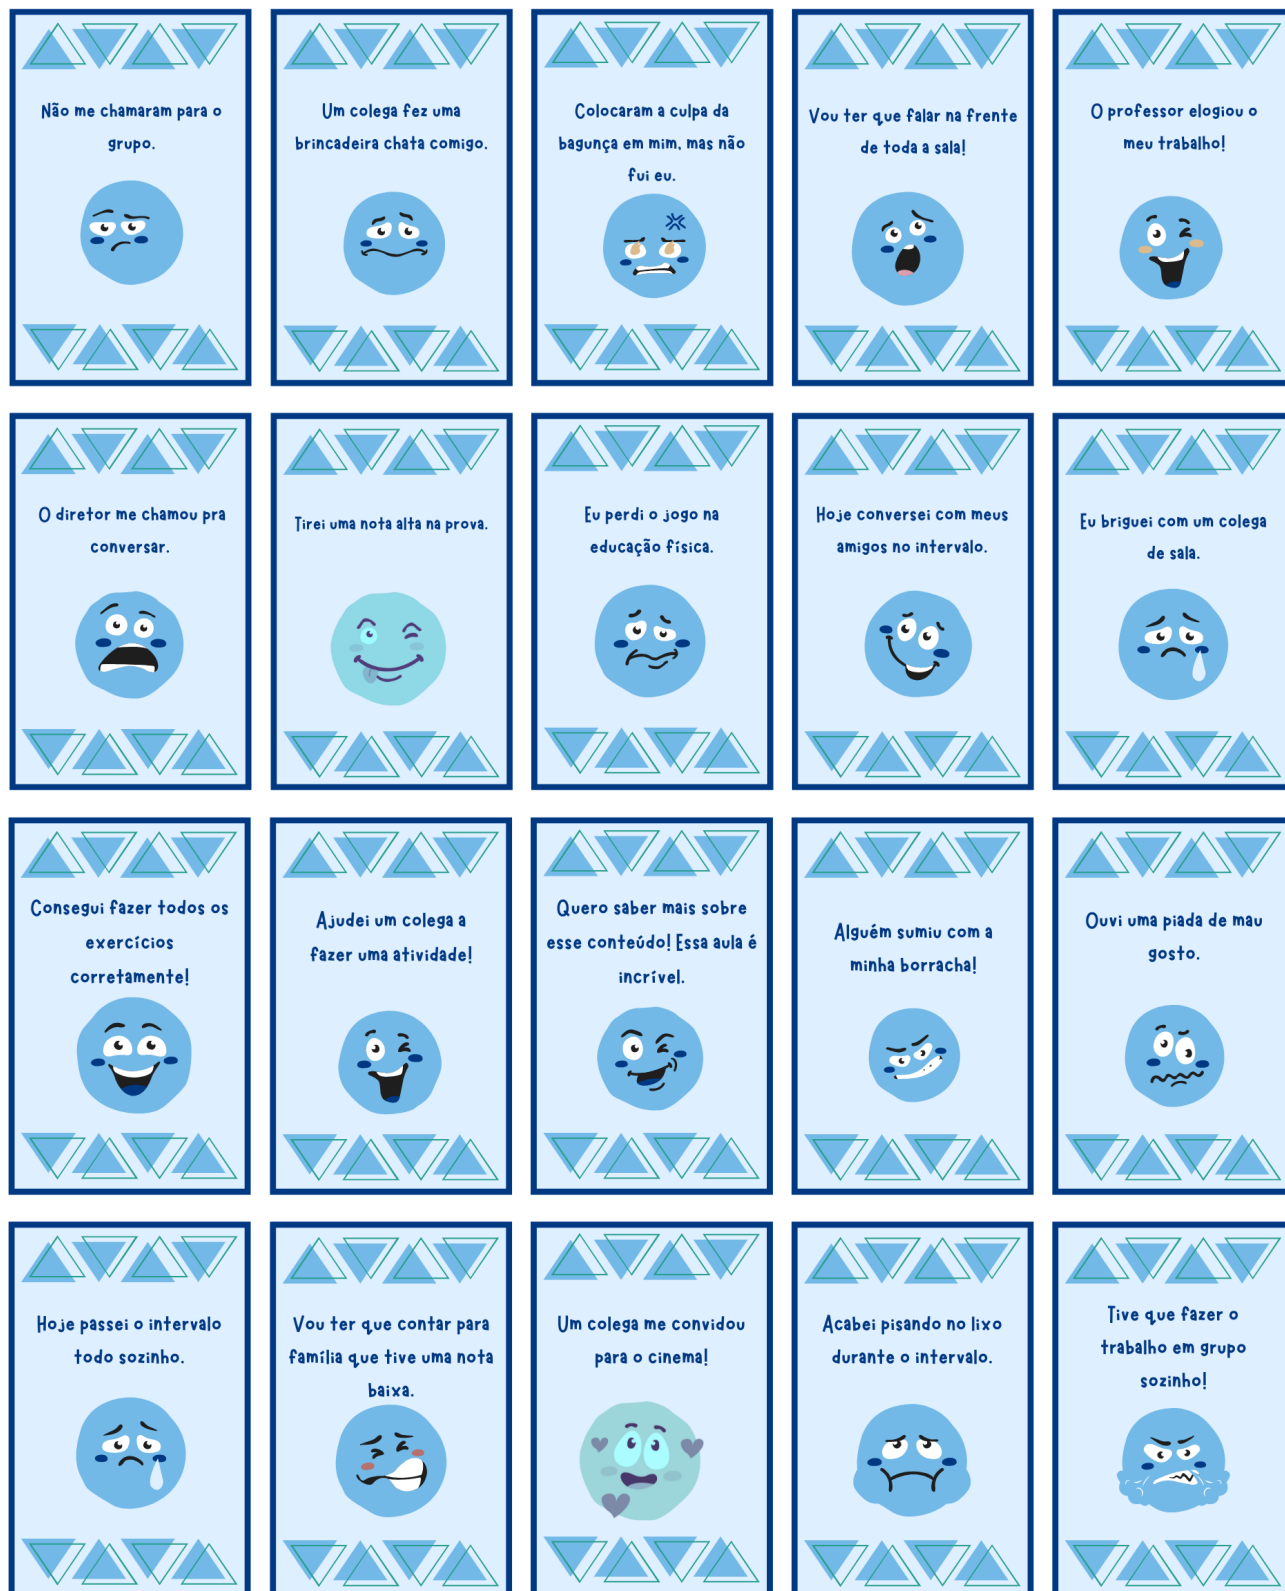 Não me chamaram para o
grupo.
Um colega fez uma
brincadeira chata comigo.
Colocaram a culpa da
bagunça em mim, mas não
fui eu.
Vou ter que falar na frente
de toda a sala!
O professor elogiou o
meu trabalho!
O diretor me chamou pra
conversar.
Tirei uma nota alta na prova.
Eu perdi o jogo na
educação física.
Hoje conversei com meus
amigos no intervalo.
Eu briguei com um colega
de sala.
Consegui fazer todos os
exercícios
corretamente!
Ajudei um colega a
fazer uma atividade!
Quero saber mais sobre
esse conteúdo! Essa aula é
incrível.
Alguém sumiu com a
minha borracha!
Ouvi uma piada de mau
gosto.
Hoje passei o intervalo
todo sozinho.
Vou ter que contar para
família que tive uma nota
baixa.
Um colega me convidou
para o cinema!
Acabei pisando no lixo
durante o intervalo.
Tive que fazer o
trabalho em grupo
sozinho!